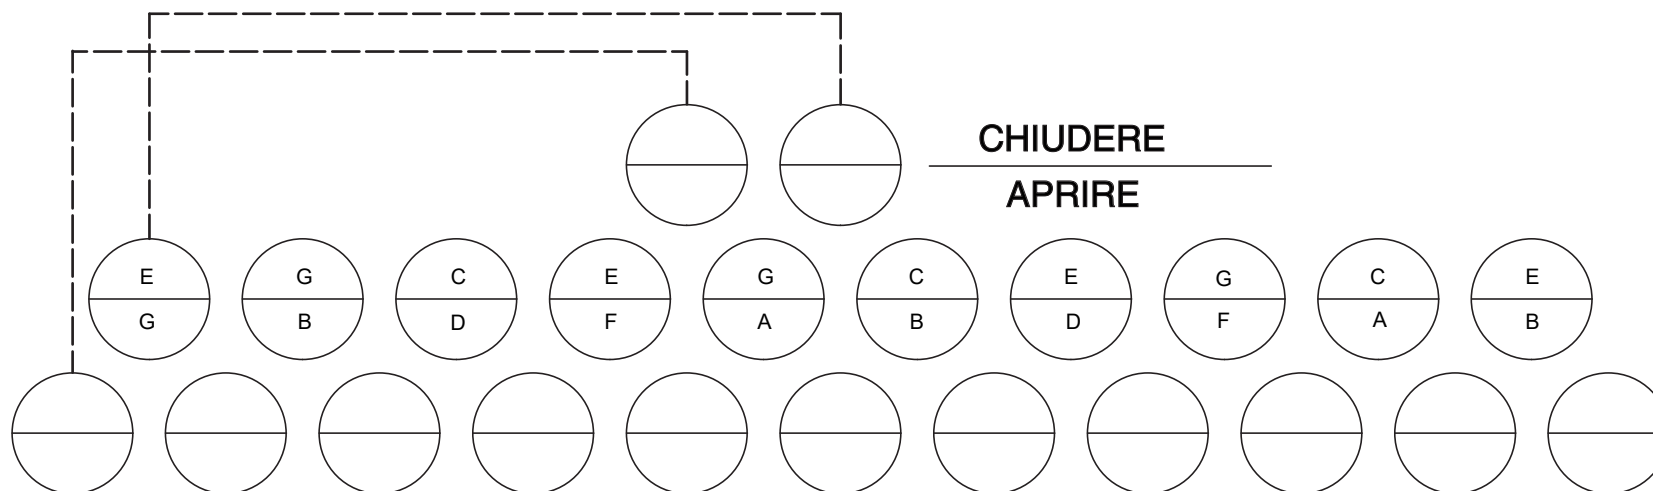 CHIUDERE
APRIRE
E G C E G C E G C E
G B D F A B D F A B